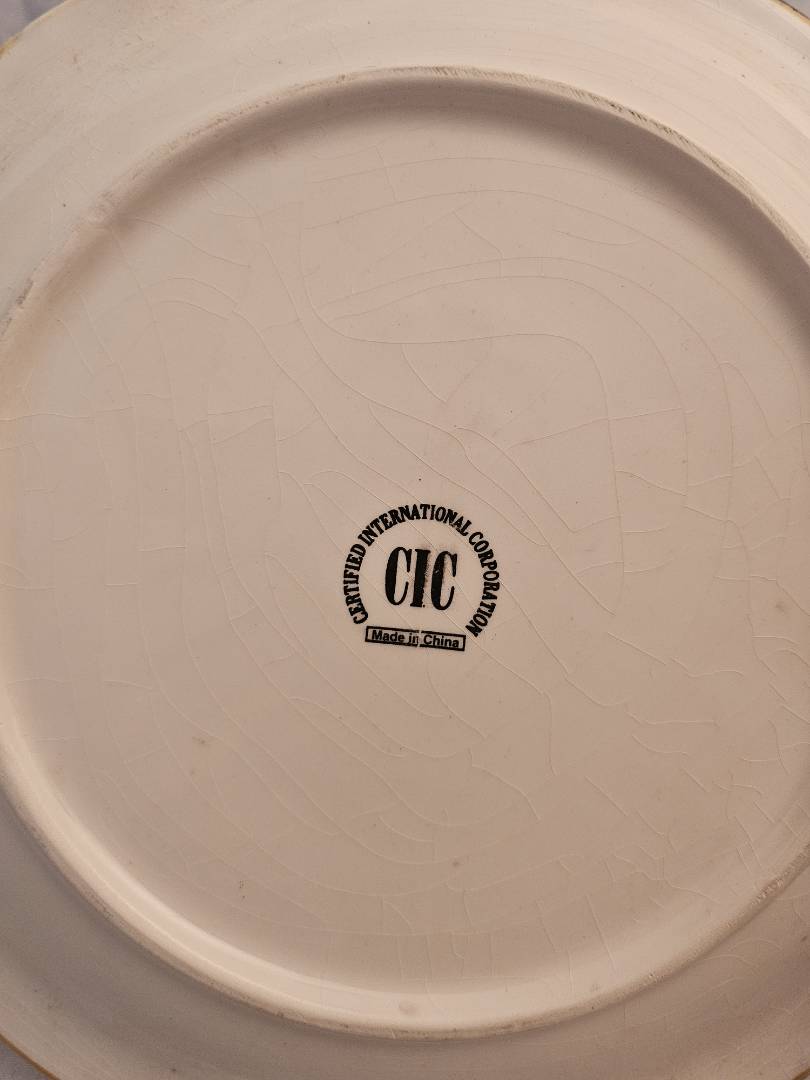 CERTIFIED INTERNATIONAL CORPORATION
CIC
Made in China